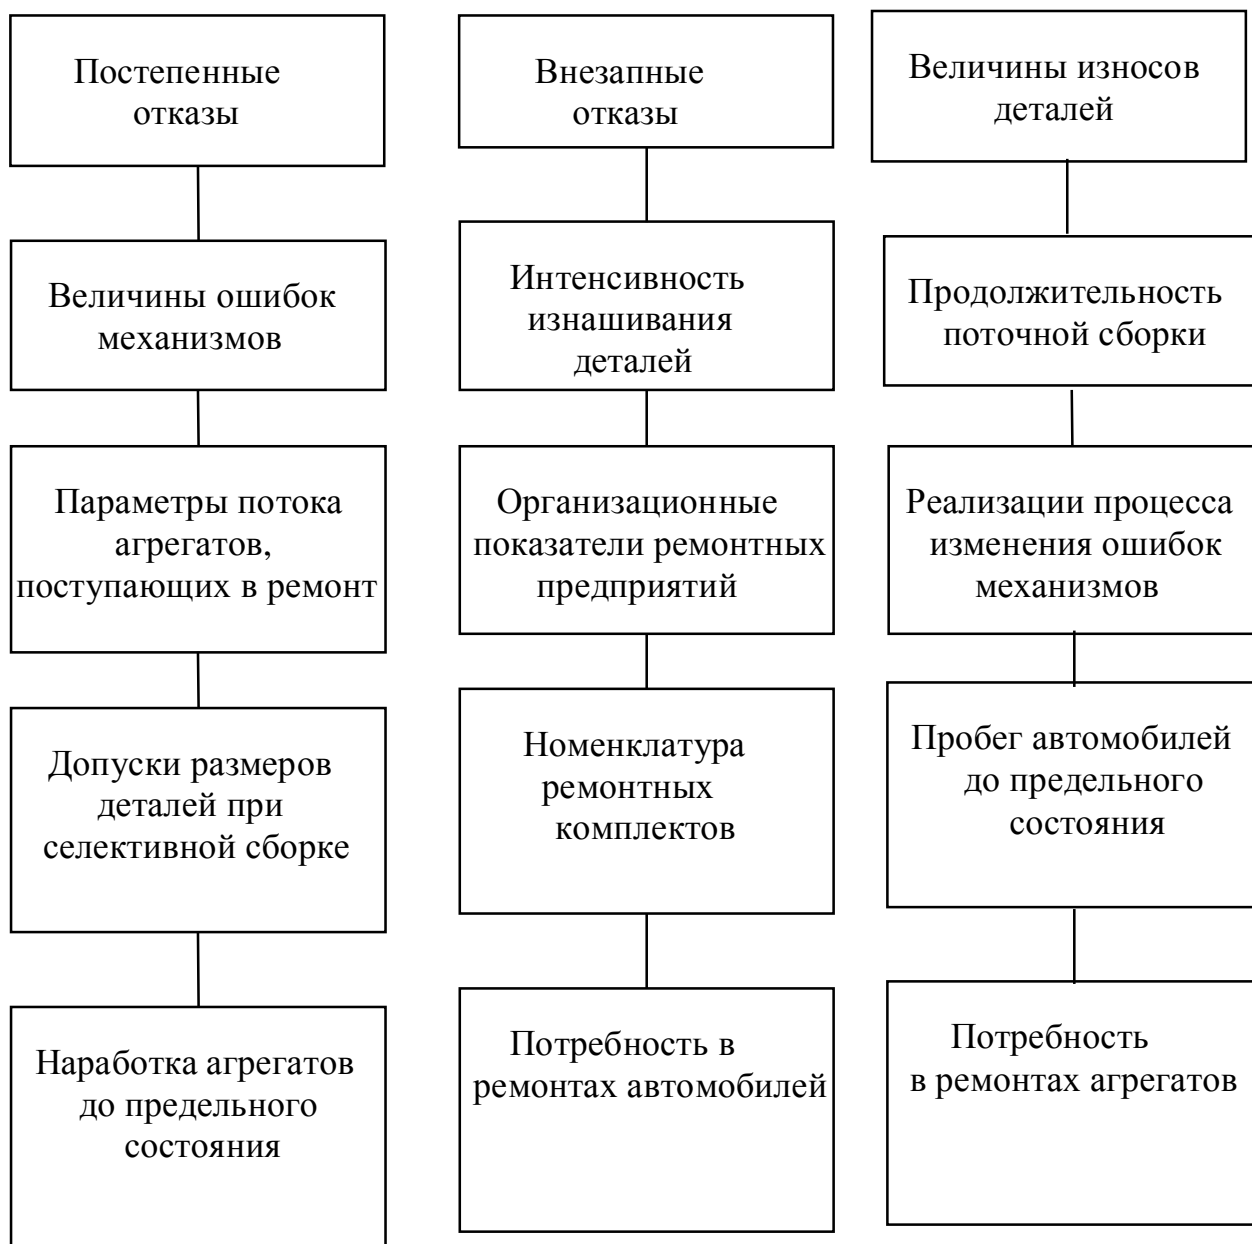 Постепенные
отказы
Величины ошибок
механизмов
Параметры потока
агрегатов,
поступающих в ремонт
Допуски размеров
деталей при
селективной сборке
Наработка агрегатов
до предельного
состояния
Внезапные
отказы
Интенсивность
изнашивания
деталей
Организационные
показатели ремонтных
предприятий
Номенклатура
ремонтных
комплектов
Потребность в
ремонтах автомобилей
Величины износов
деталей
Продолжительность
поточной сборки
Реализации процесса
изменения ошибок
механизмов
Пробег автомобилей
до предельного
состояния
Потребность
в ремонтах агрегатов